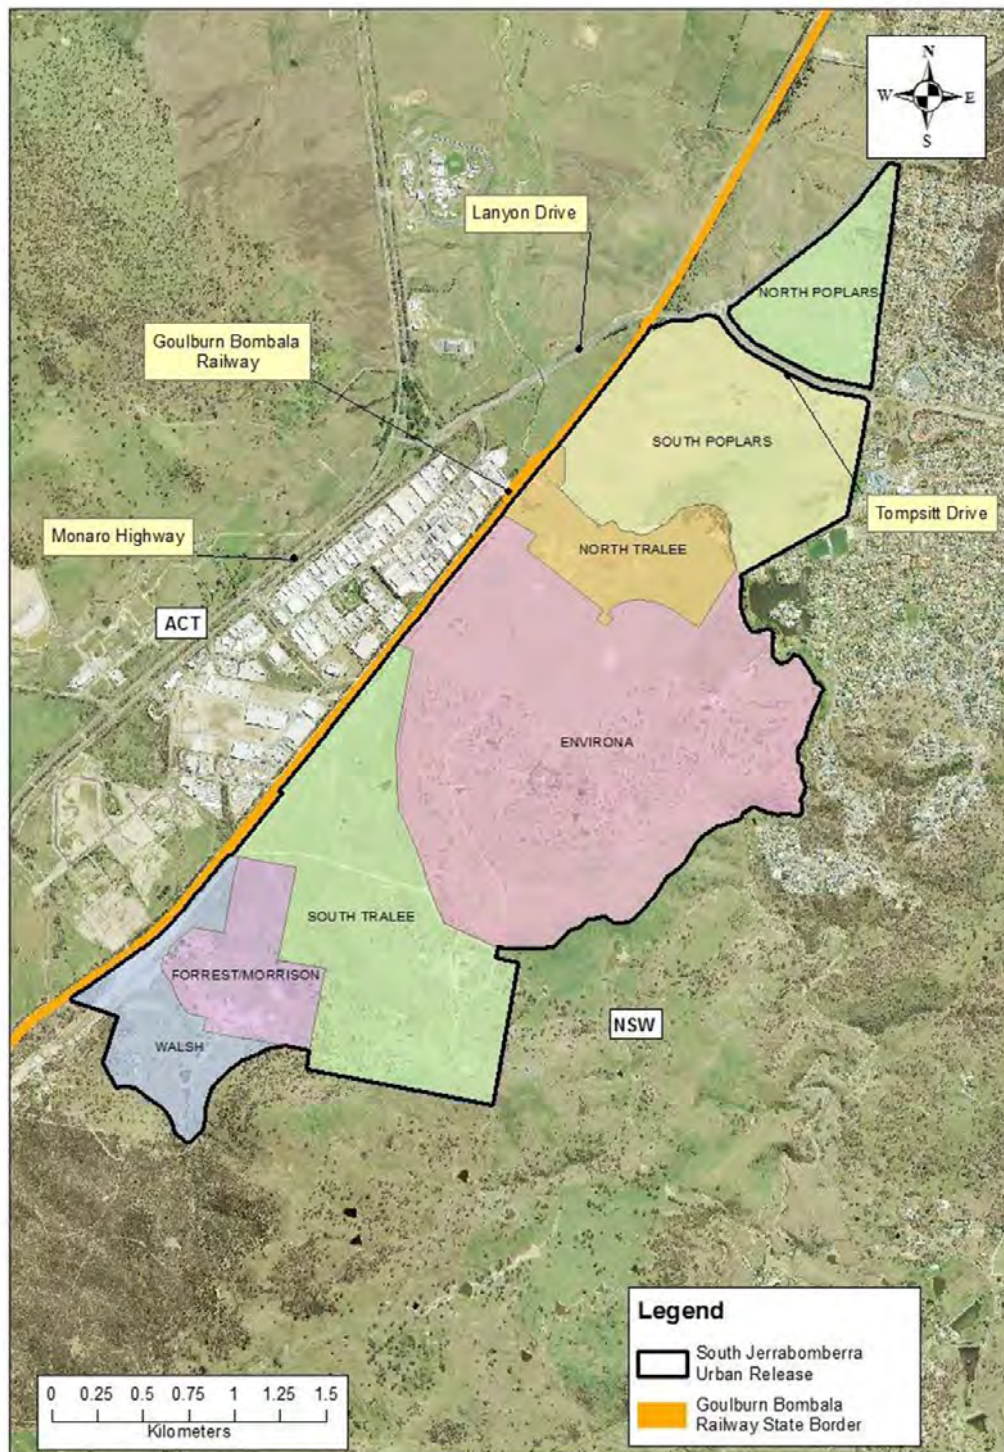 N
W E
S
Lanyon Drive
NORTH POPLARS
Goulburn Bombala
Railway
SOUTH POPLARS
Tompsitt Drive
Monaro Highway
NORTH TRALEE
ACT
ENVIRONA
SOUTH TRALEE
FORREST/MORRISON
NSW
WALSH
Legend
South Jerrabomberra
Urban Release
Goulburn Bombala
Railway State Border
0 0.25 0.5 0.75 1 1.5
Kilometers